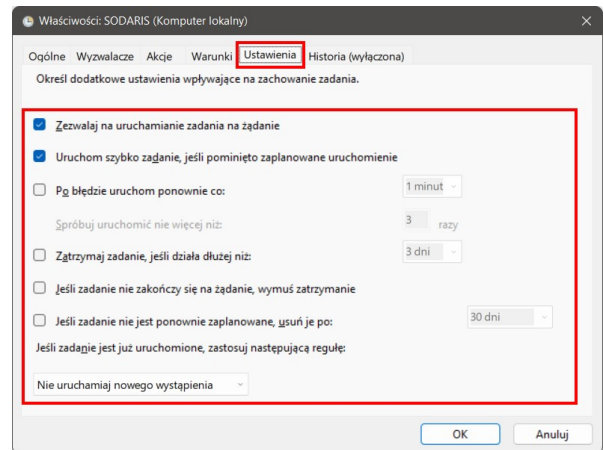 Właściwości: SODARIS (Komputer lokalny)
Ogólne Wyzwalacze Akcje Warunki Ustawienia Historia (wyłączona)
Określ dodatkowe ustawienia wpływające na zachowanie zadania.
Zezwalaj na uruchamianie zadania na żądanie
Uruchom szybko zadanie, jeśli pominięto zaplanowane uruchomienie
Po błędzie uruchom ponownie co: 1 minut
Spróbuj uruchomić nie więcej niż: 3 razy
Zatrzymaj zadanie, jeśli działa dłużej niż: 3 dni
Jeśli zadanie nie zakończy się na żądanie, wymuś zatrzymanie
Jeśli zadanie nie jest ponownie zaplanowane, usuń je po: 30 dni
Jeśli zadanie jest już uruchomione, zastosuj następującą regułę:
Nie uruchamiaj nowego wystąpienia
OK Anuluj